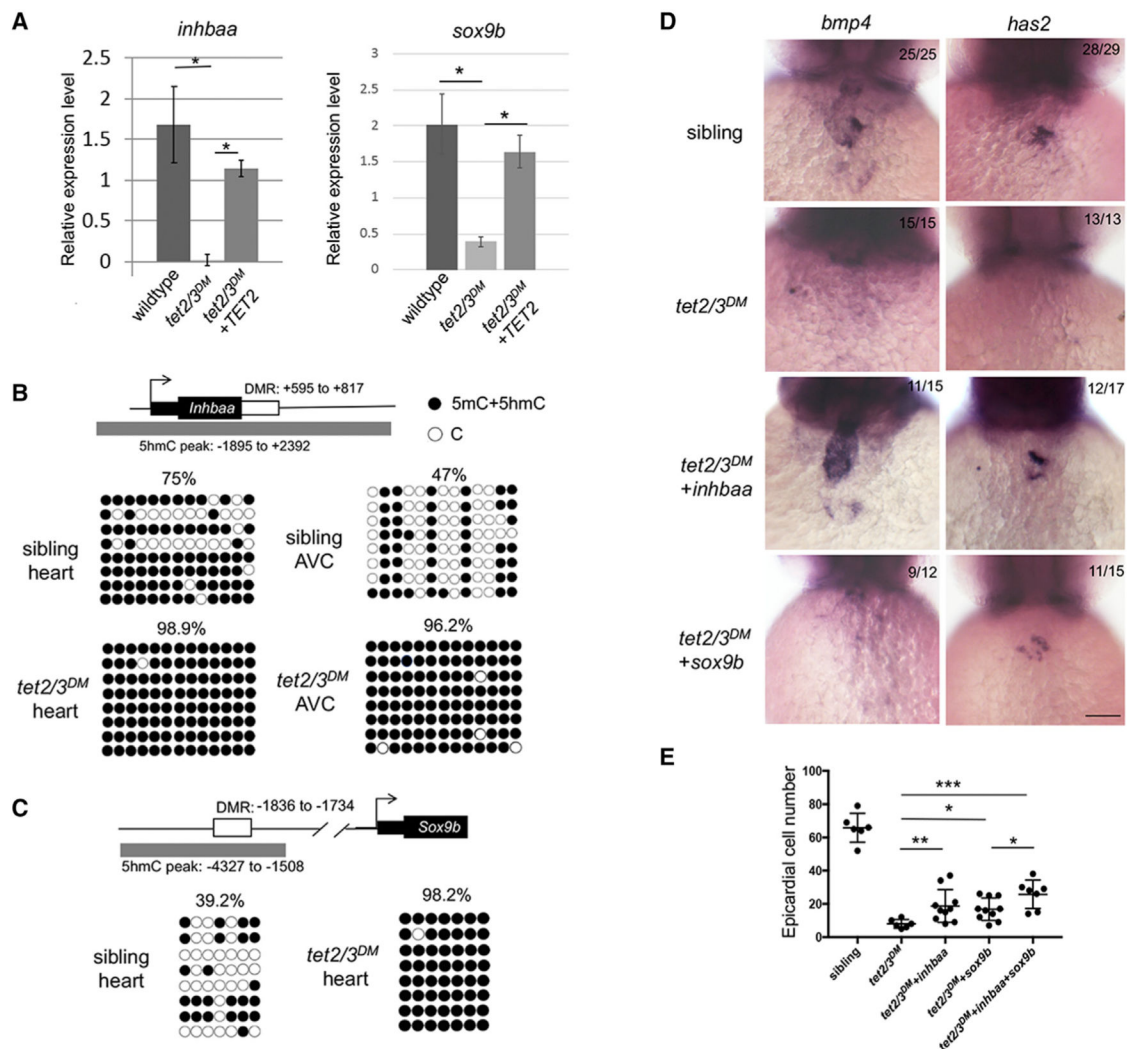 A
inhbaa
Relative expression level
2.5
2
1.5
1
0.5
0
*
*
wildtype
tet2/3DM
tet2/3DM
+TET2
sox9b
Relative expression level
3
2.5
2
1.5
1
0.5
0
*
*
wildtype
tet2/3DM
tet2/3DM
+TET2
B
DMR: +595 to +817
Inhbaa
5hmC peak: -1895 to +2392
5mC+5hmC
C
75%
sibling
heart
47%
sibling
AVC
98.9%
tet2/3DM
heart
96.2%
tet2/3DM
AVC
C
DMR: -1836 to -1734
Sox9b
5hmC peak: -4327 to -1508
39.2%
sibling
heart
98.2%
tet2/3DM
heart
D
bmp4
has2
sibling
25/25
28/29
tet2/3DM
15/15
13/13
tet2/3DM
+inhbaa
11/15
12/17
tet2/3DM
+sox9b
9/12
11/15
E
Epicardial cell number
100
80
60
40
20
0
***
*
**
*
sibling
tet2/3DM
tet2/3DM+inhbaa
tet2/3DM+sox9b
tet2/3DM+inhbaa+sox9b